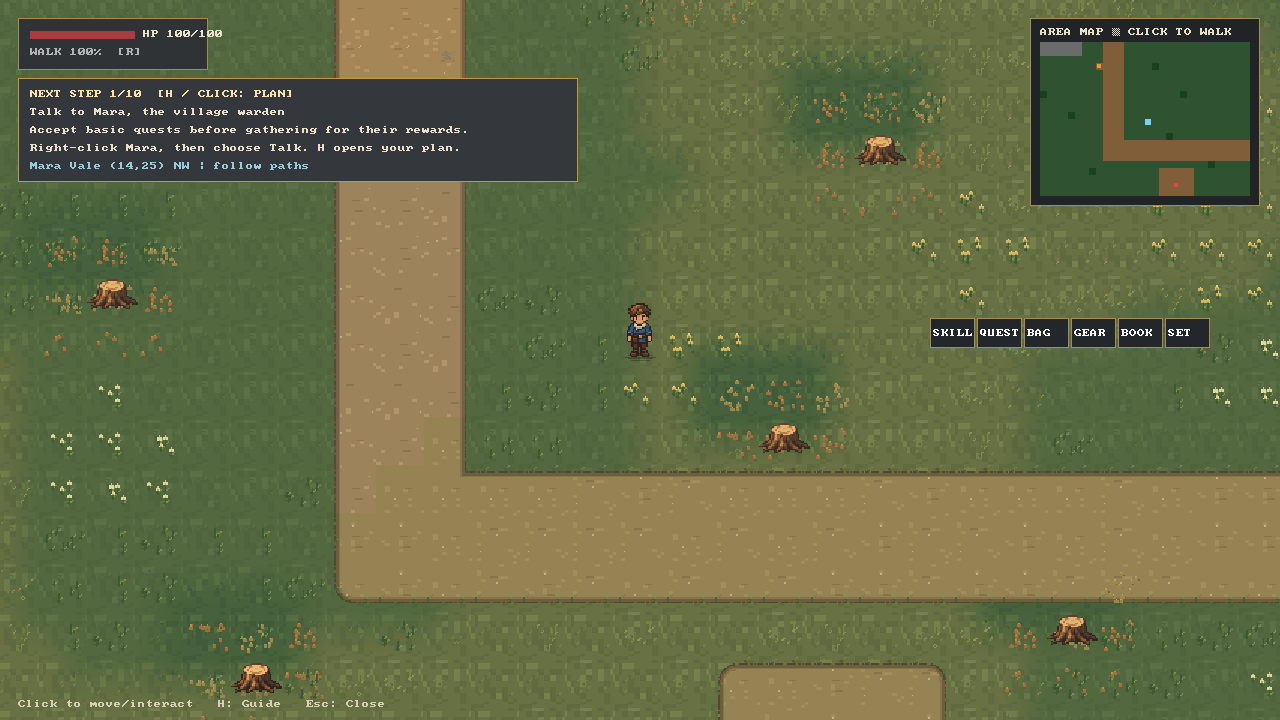 HP 100/100
WALK 100% [R]
NEXT STEP 1/10 [H / CLICK: PLAN]
Talk to Mara, the village warden
Accept basic quests before gathering for their rewards.
Right-click Mara, then choose Talk. H opens your plan.
Mara Vale (14,25) NW ¦ follow paths
AREA MAP ▒ CLICK TO WALK
SKILL QUEST BAG GEAR BOOK SET
Click to move/interact H: Guide Esc: Close